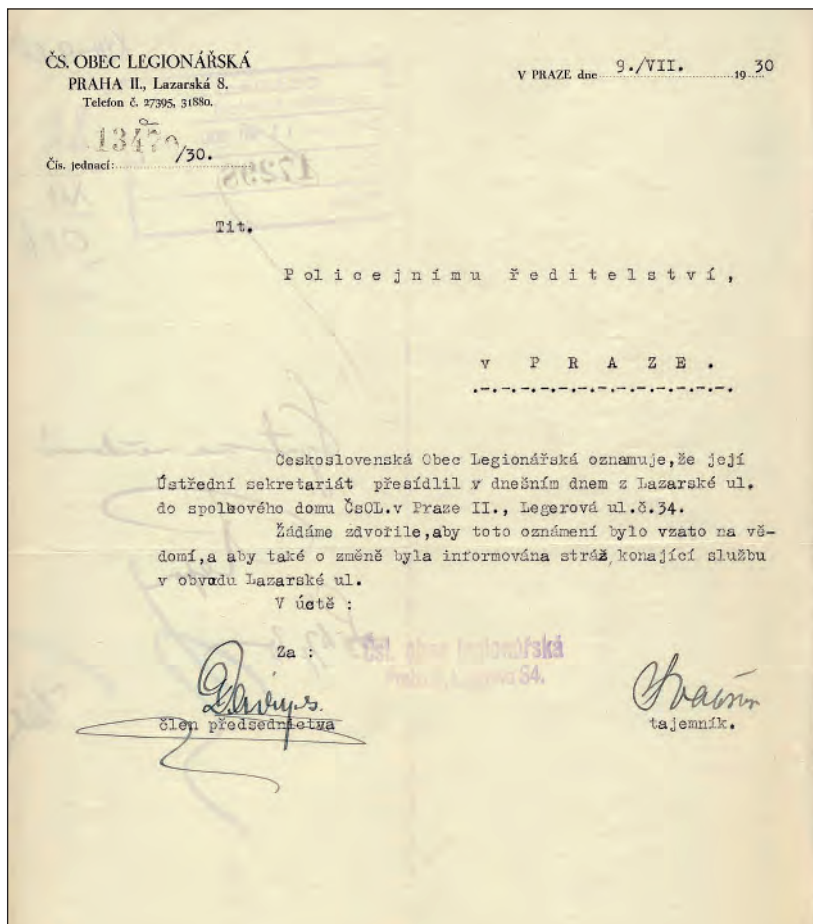 ČS. OBEC LEGIONÁŘSKÁ
PRAHA II., Lazarská 8.
Telefon č. 27395, 31880.
V PRAZE dne 9./VII. 1930
Čís. jednací: /30.
17298
Tit.
Policejnímu ředitelství,
v PRAZE.
.-.-.-.-.-.-.-.-.-.-.-.-.
Československá Obec Legionářská oznamuje,že její
Ústřední sekretariát přesídlil v dnešním dnem z Lazarské ul.
do spolkového domu ČsOL.v Praze II., Legerová ul.č.34.
Žádáme zdvořile,aby toto oznámení bylo vzato na vě-
domí,a aby také o změně byla informována stráž konající službu
v obvodu Lazarské ul.
V úctě :
Za :
Čsl. obec legionářská
Praha II, Legerova 34.
člen předsednictva
tajemník.